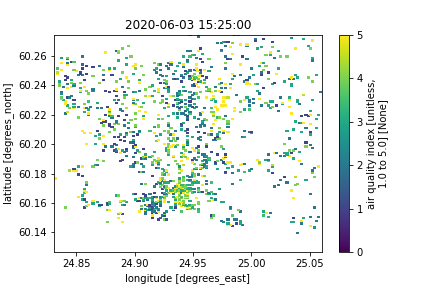 2020-06-03 15:25:00
60.26
60.24
60.22
60.20
60.18
60.16
60.14
latitude [degrees_north]
24.85 24.90 24.95 25.00 25.05
longitude [degrees_east]
5
4
3
2
1
0
air quality index [unitless,
1.0 to 5.0] [None]